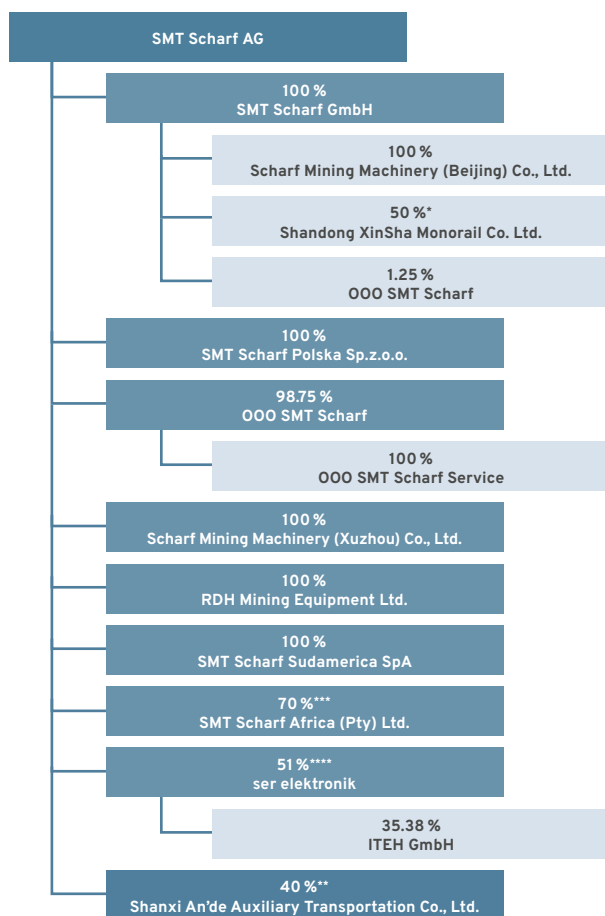 SMT Scharf AG
100 %
SMT Scharf GmbH
100 %
Scharf Mining Machinery (Beijing) Co., Ltd.
50 %*
Shandong XinSha Monorail Co. Ltd.
1.25 %
OOO SMT Scharf
100 %
SMT Scharf Polska Sp.z.o.o.
98.75 %
OOO SMT Scharf
100 %
OOO SMT Scharf Service
100 %
Scharf Mining Machinery (Xuzhou) Co., Ltd.
100 %
RDH Mining Equipment Ltd.
100 %
SMT Scharf Sudamerica SpA
70 %***
SMT Scharf Africa (Pty) Ltd.
51 %****
ser elektronik
35.38 %
ITEH GmbH
40 %**
Shanxi An’de Auxiliary Transportation Co., Ltd.